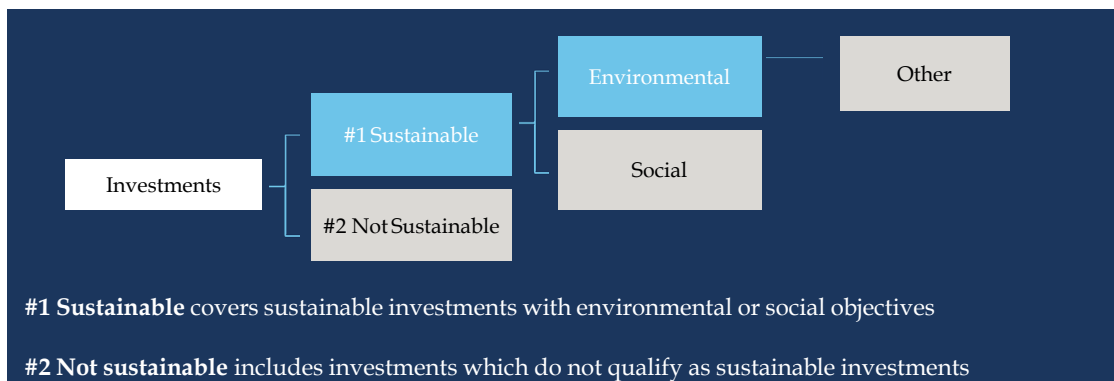 Environmental
Other
#1 Sustainable
Social
Investments
#2 Not Sustainable
#1 Sustainable covers sustainable investments with environmental or social objectives
#2 Not sustainable includes investments which do not qualify as sustainable investments